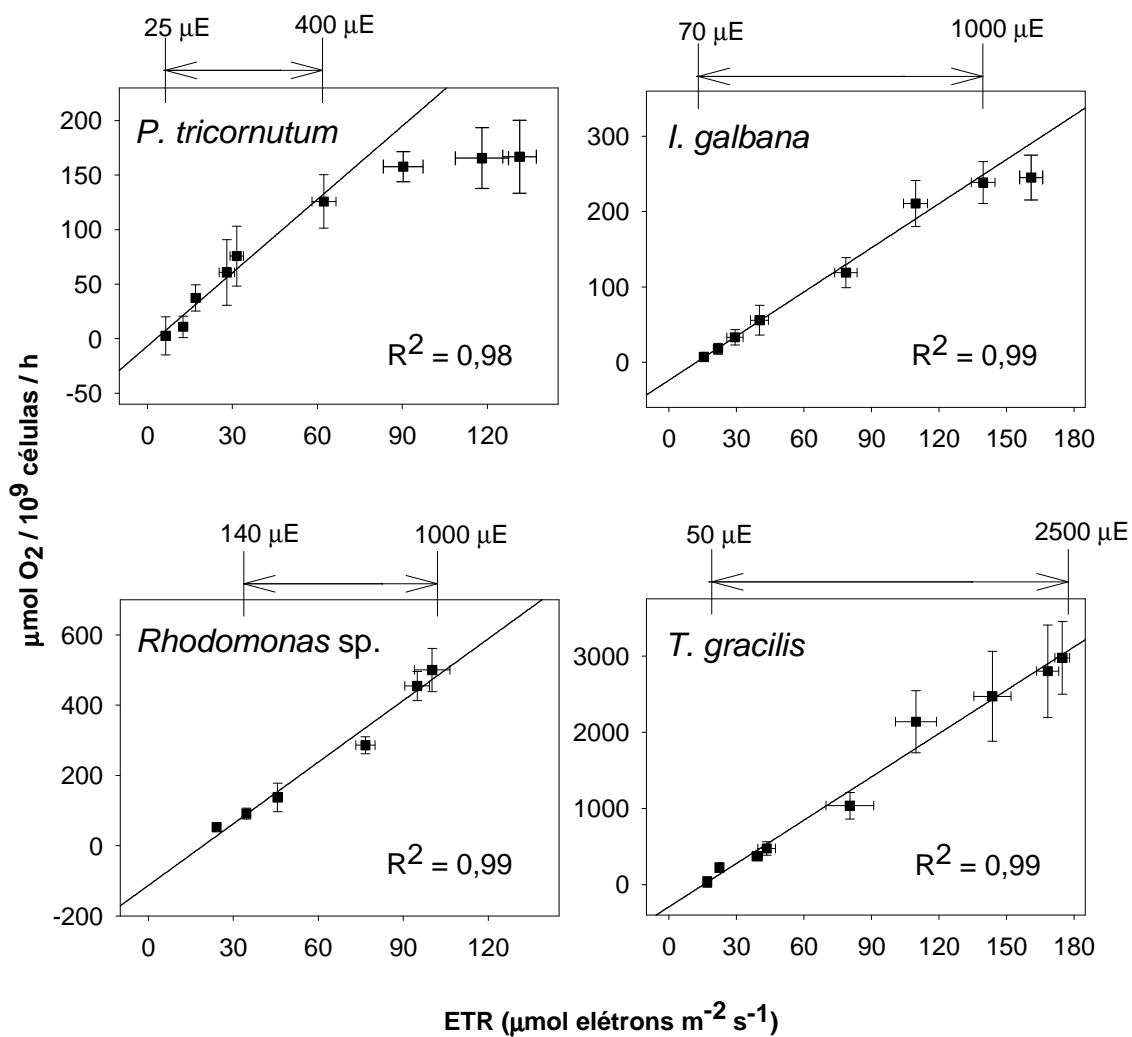 25 μE
400 μE
70 μE
1000 μE
P. tricornutum
I. galbana
200
150
100
50
0
-50
300
200
100
0
R² = 0,98
R² = 0,99
0 30 60 90 120
0 30 60 90 120 150 180
μmol O₂ / 10⁹ células / h
140 μE
1000 μE
50 μE
2500 μE
Rhodomonas sp.
T. gracilis
600
400
200
0
-200
3000
2000
1000
0
R² = 0,99
R² = 0,99
0 30 60 90 120
0 30 60 90 120 150 180
ETR (μmol elétrons m⁻² s⁻¹)